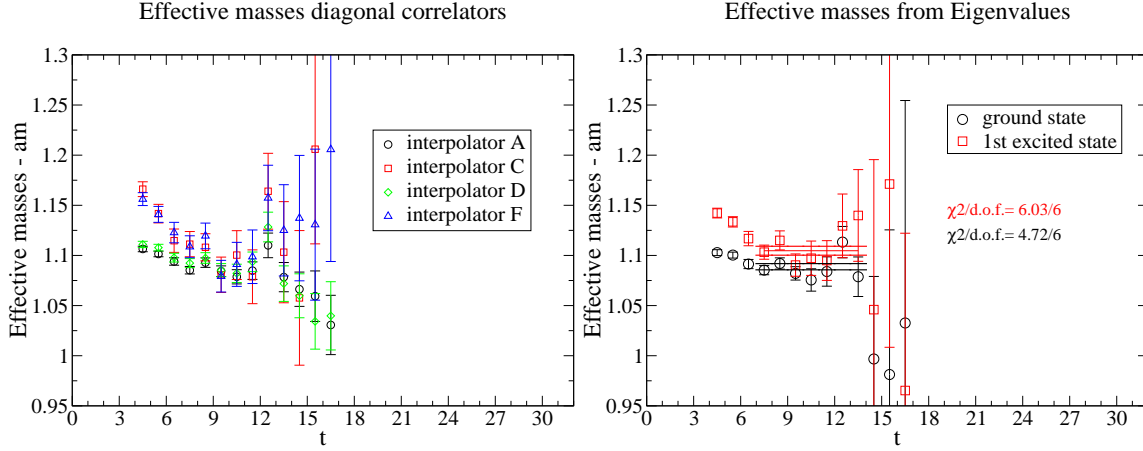 Effective masses diagonal correlators
Effective masses - am
1.3
1.25
1.2
1.15
1.1
1.05
1
0.95
0 3 6 9 12 15 18 21 24 27 30
t
interpolator A
interpolator C
interpolator D
interpolator F
Effective masses from Eigenvalues
Effective masses - am
1.3
1.25
1.2
1.15
1.1
1.05
1
0.95
0 3 6 9 12 15 18 21 24 27 30
t
ground state
1st excited state
χ2/d.o.f.= 6.03/6
χ2/d.o.f.= 4.72/6